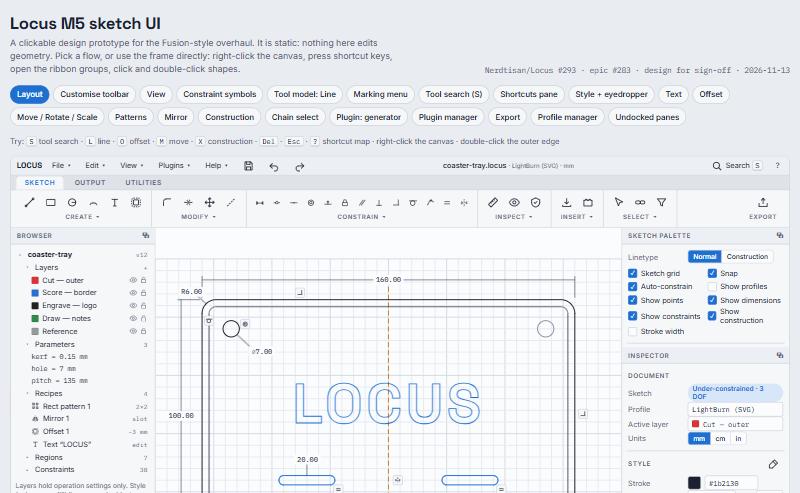 Locus M5 sketch UI
A clickable design prototype for the Fusion-style overhaul. It is static: nothing here edits
geometry. Pick a flow, or use the frame directly: right-click the canvas, press shortcut keys,
open the ribbon groups, click and double-click shapes.
Nerdtisan/Locus #293 · epic #283 · design for sign-off · 2026-11-13
Layout Customise toolbar View Constraint symbols Tool model: Line Marking menu Tool search (S) Shortcuts pane Style + eyedropper Text Offset
Move / Rotate / Scale Patterns Mirror Construction Chain select Plugin: generator Plugin manager Export Profile manager Undocked panes
Try: S tool search · L line · O offset · M move · X construction · Del · Esc · ? shortcut map · right-click the canvas · double-click the outer edge
LOCUS File Edit View Plugins Help coaster-tray.locus · LightBurn (SVG) · mm Search S ?
SKETCH OUTPUT UTILITIES
CREATE MODIFY CONSTRAIN INSPECT INSERT SELECT EXPORT
BROWSER
coaster-tray v12
Layers +
Cut — outer
Score — border
Engrave — logo
Draw — notes
Reference
Parameters 3
kerf = 0.15 mm
hole = 7 mm
pitch = 135 mm
Recipes 4
Rect pattern 1 2×2
Mirror 1 slot
Offset 1 -3 mm
Text "LOCUS" edit
Regions 7
Constraints 38
Layers hold operation settings only. Style
160.00
R6.00
⌀7.00
LOCUS
100.00
20.00
SKETCH PALETTE
Linetype Normal Construction
Sketch grid Snap
Auto-constrain Show profiles
Show points Show dimensions
Show constraints Show construction
Stroke width
INSPECTOR
DOCUMENT
Sketch Under-constrained · 3 DOF
Profile LightBurn (SVG)
Active layer Cut — outer
Units mm cm in
STYLE
Stroke #1b2130